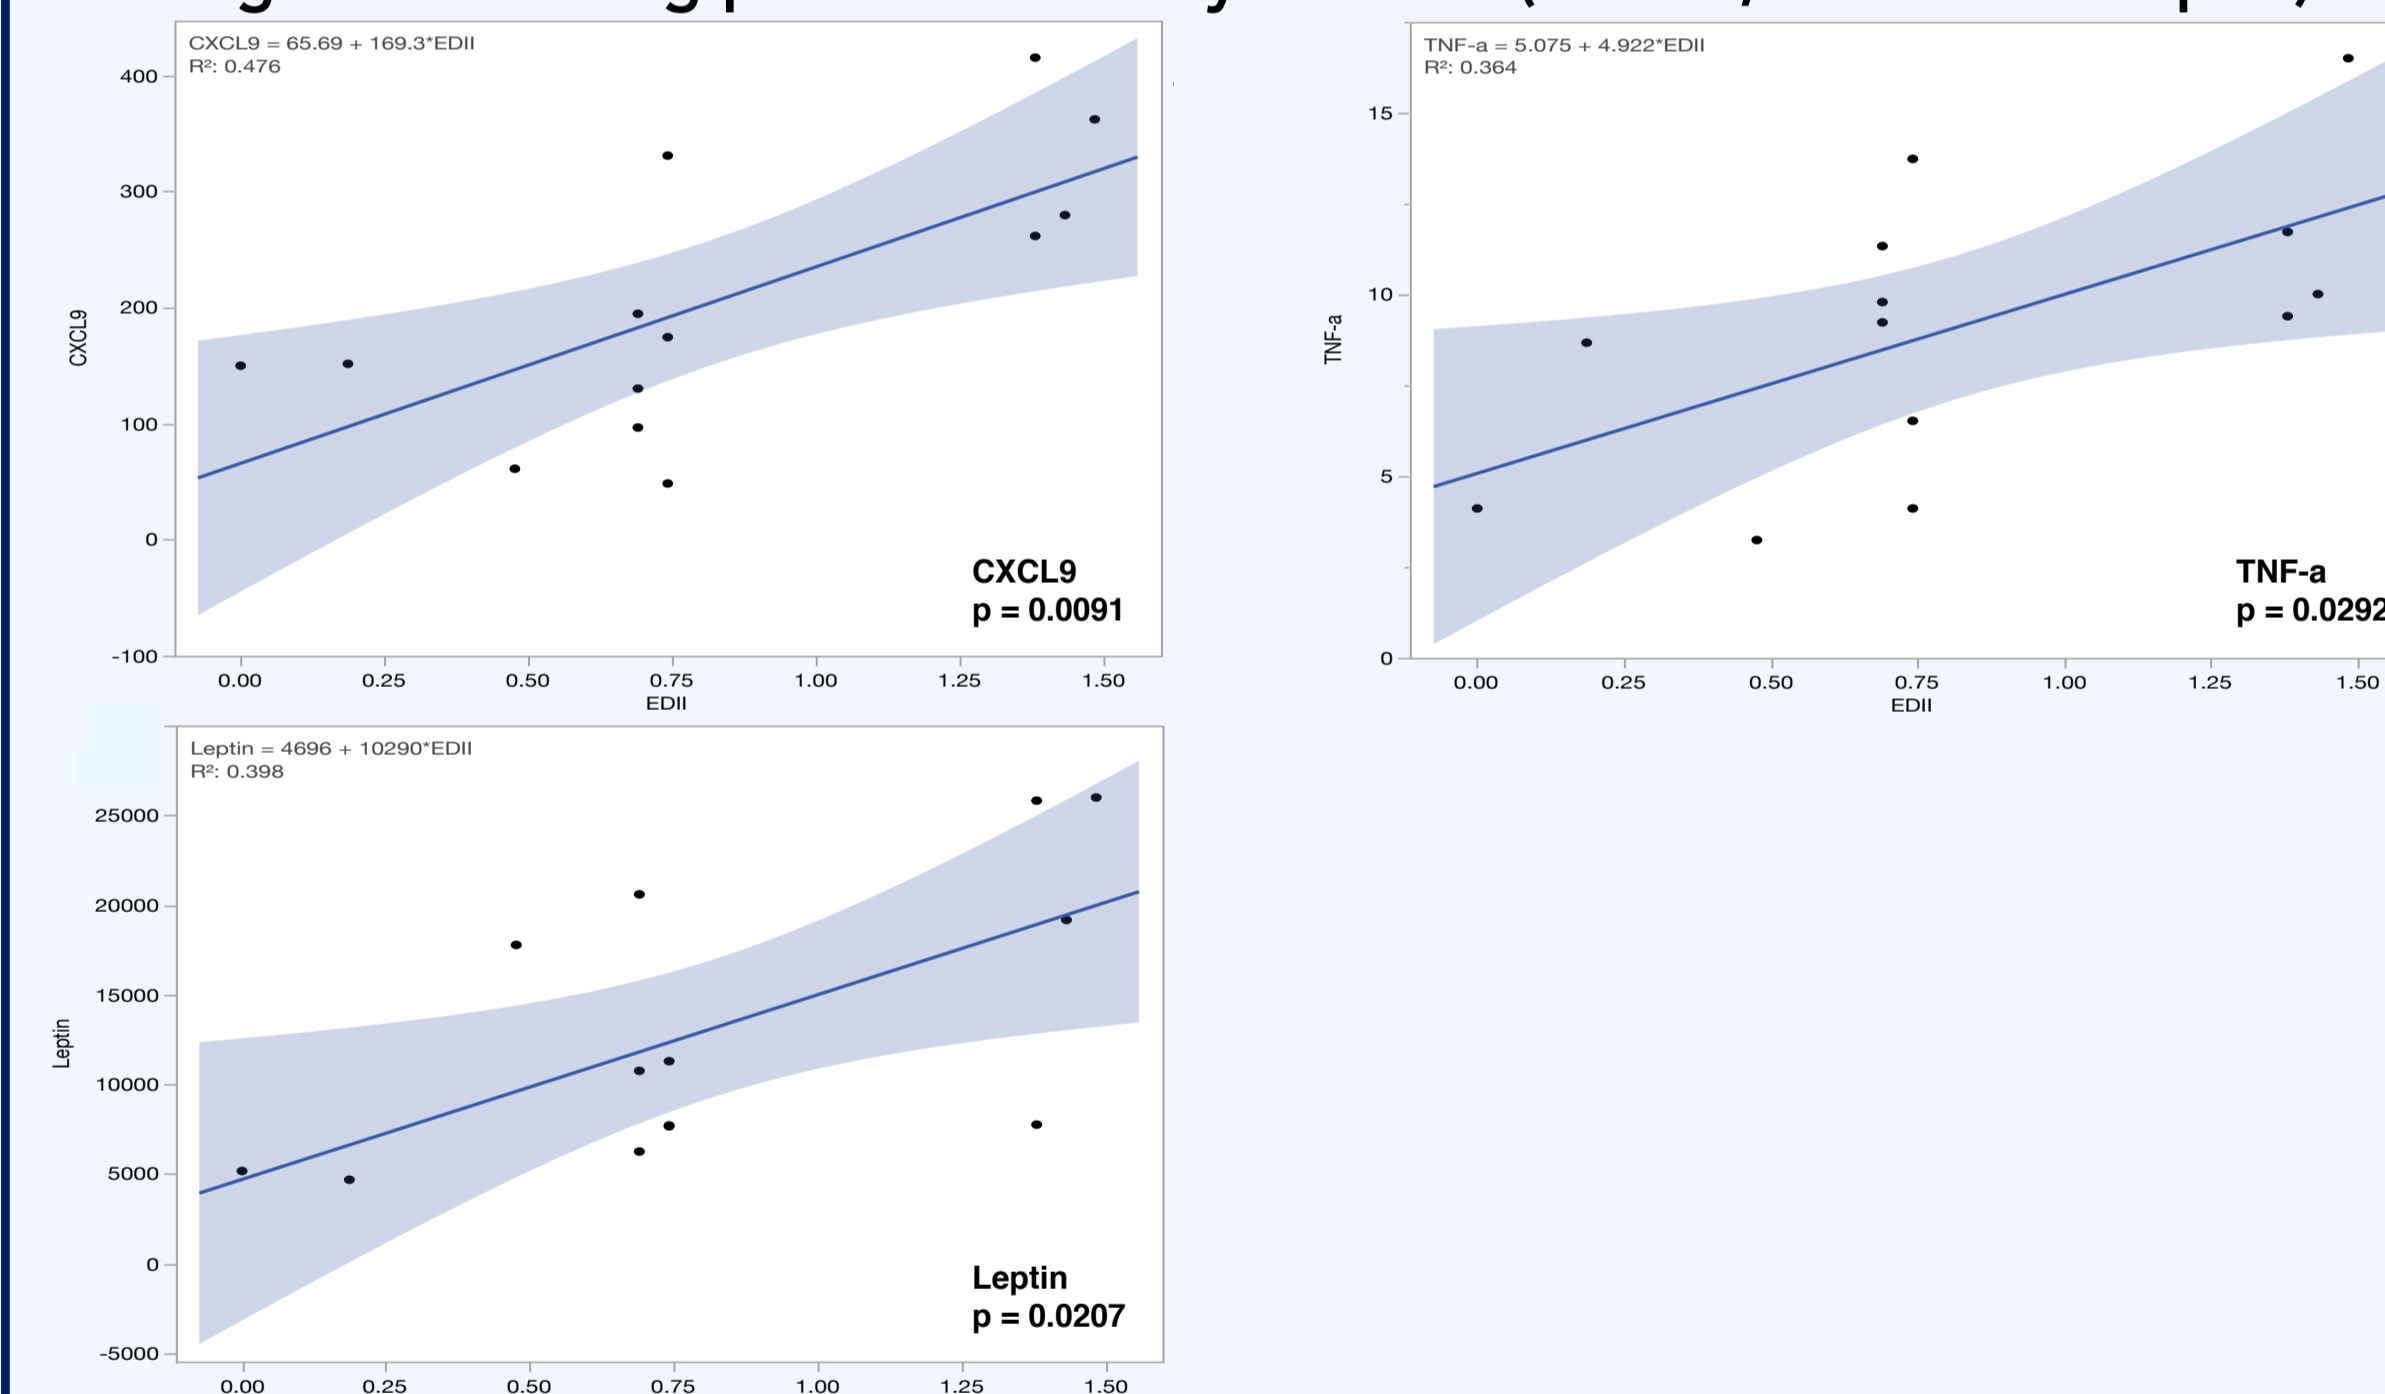 CXCL9 = 65.69 + 169.3*EDII
R²: 0.476
400
300
200
100
0
-100
CXCL9
CXCL9
p = 0.0091
0.00 0.25 0.50 0.75 1.00 1.25 1.50
EDII
TNF-a = 5.075 + 4.922*EDII
R²: 0.364
15
10
5
0
TNF-a
TNF-a
p = 0.0292
0.00 0.25 0.50 0.75 1.00 1.25 1.50
EDII
Leptin = 4696 + 10290*EDII
R²: 0.398
25000
20000
15000
10000
5000
0
-5000
Leptin
Leptin
p = 0.0207
0.00 0.25 0.50 0.75 1.00 1.25 1.50